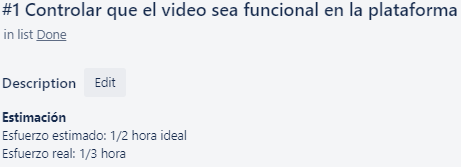 #1 Controlar que el video sea funcional en la plataforma
in list Done
Description Edit
Estimación
Esfuerzo estimado: 1/2 hora ideal
Esfuerzo real: 1/3 hora